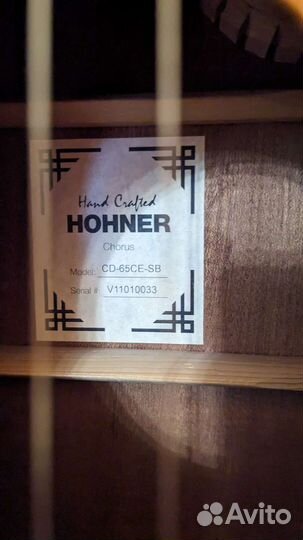 Hand Crafted
HOHNER
Chorus
Model: CD-65CE-SB
Serial #: V11010033
Avito